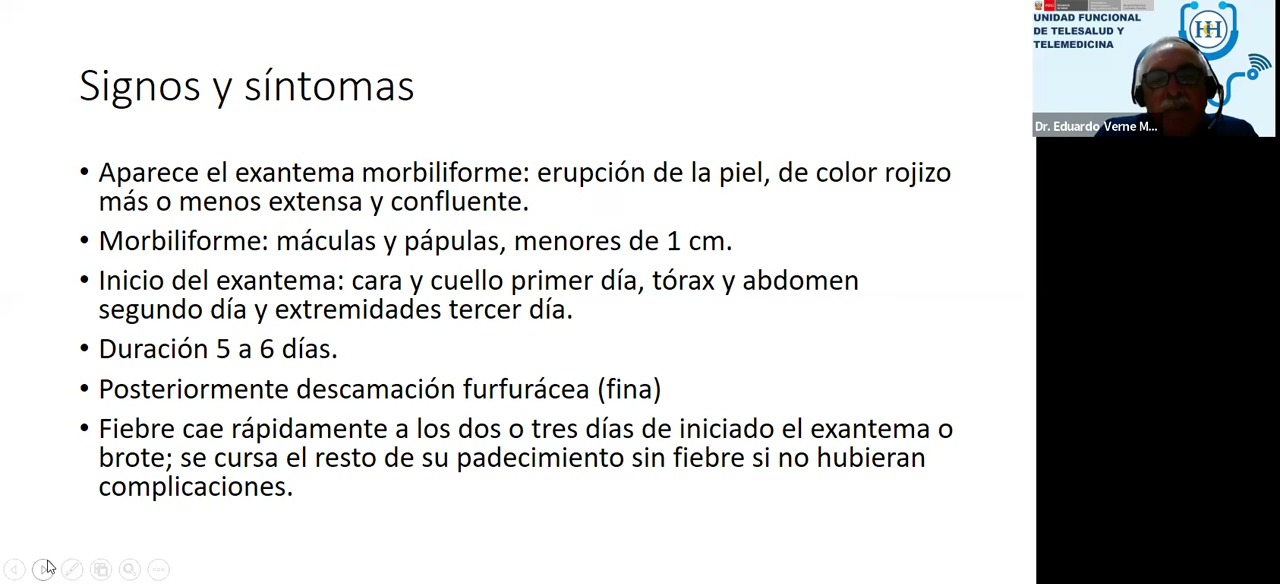 Signos y síntomas
• Aparece el exantema morbiliforme: erupción de la piel, de color rojizo
más o menos extensa y confluente.
• Morbiliforme: máculas y pápulas, menores de 1 cm.
• Inicio del exantema: cara y cuello primer día, tórax y abdomen
segundo día y extremidades tercer día.
• Duración 5 a 6 días.
• Posteriormente descamación furfurácea (fina)
• Fiebre cae rápidamente a los dos o tres días de iniciado el exantema o
brote; se cursa el resto de su padecimiento sin fiebre si no hubieran
complicaciones.
UNIDAD FUNCIONAL
DE TELESALUD Y
TELEMEDICINA
Dr. Eduardo Verne M...